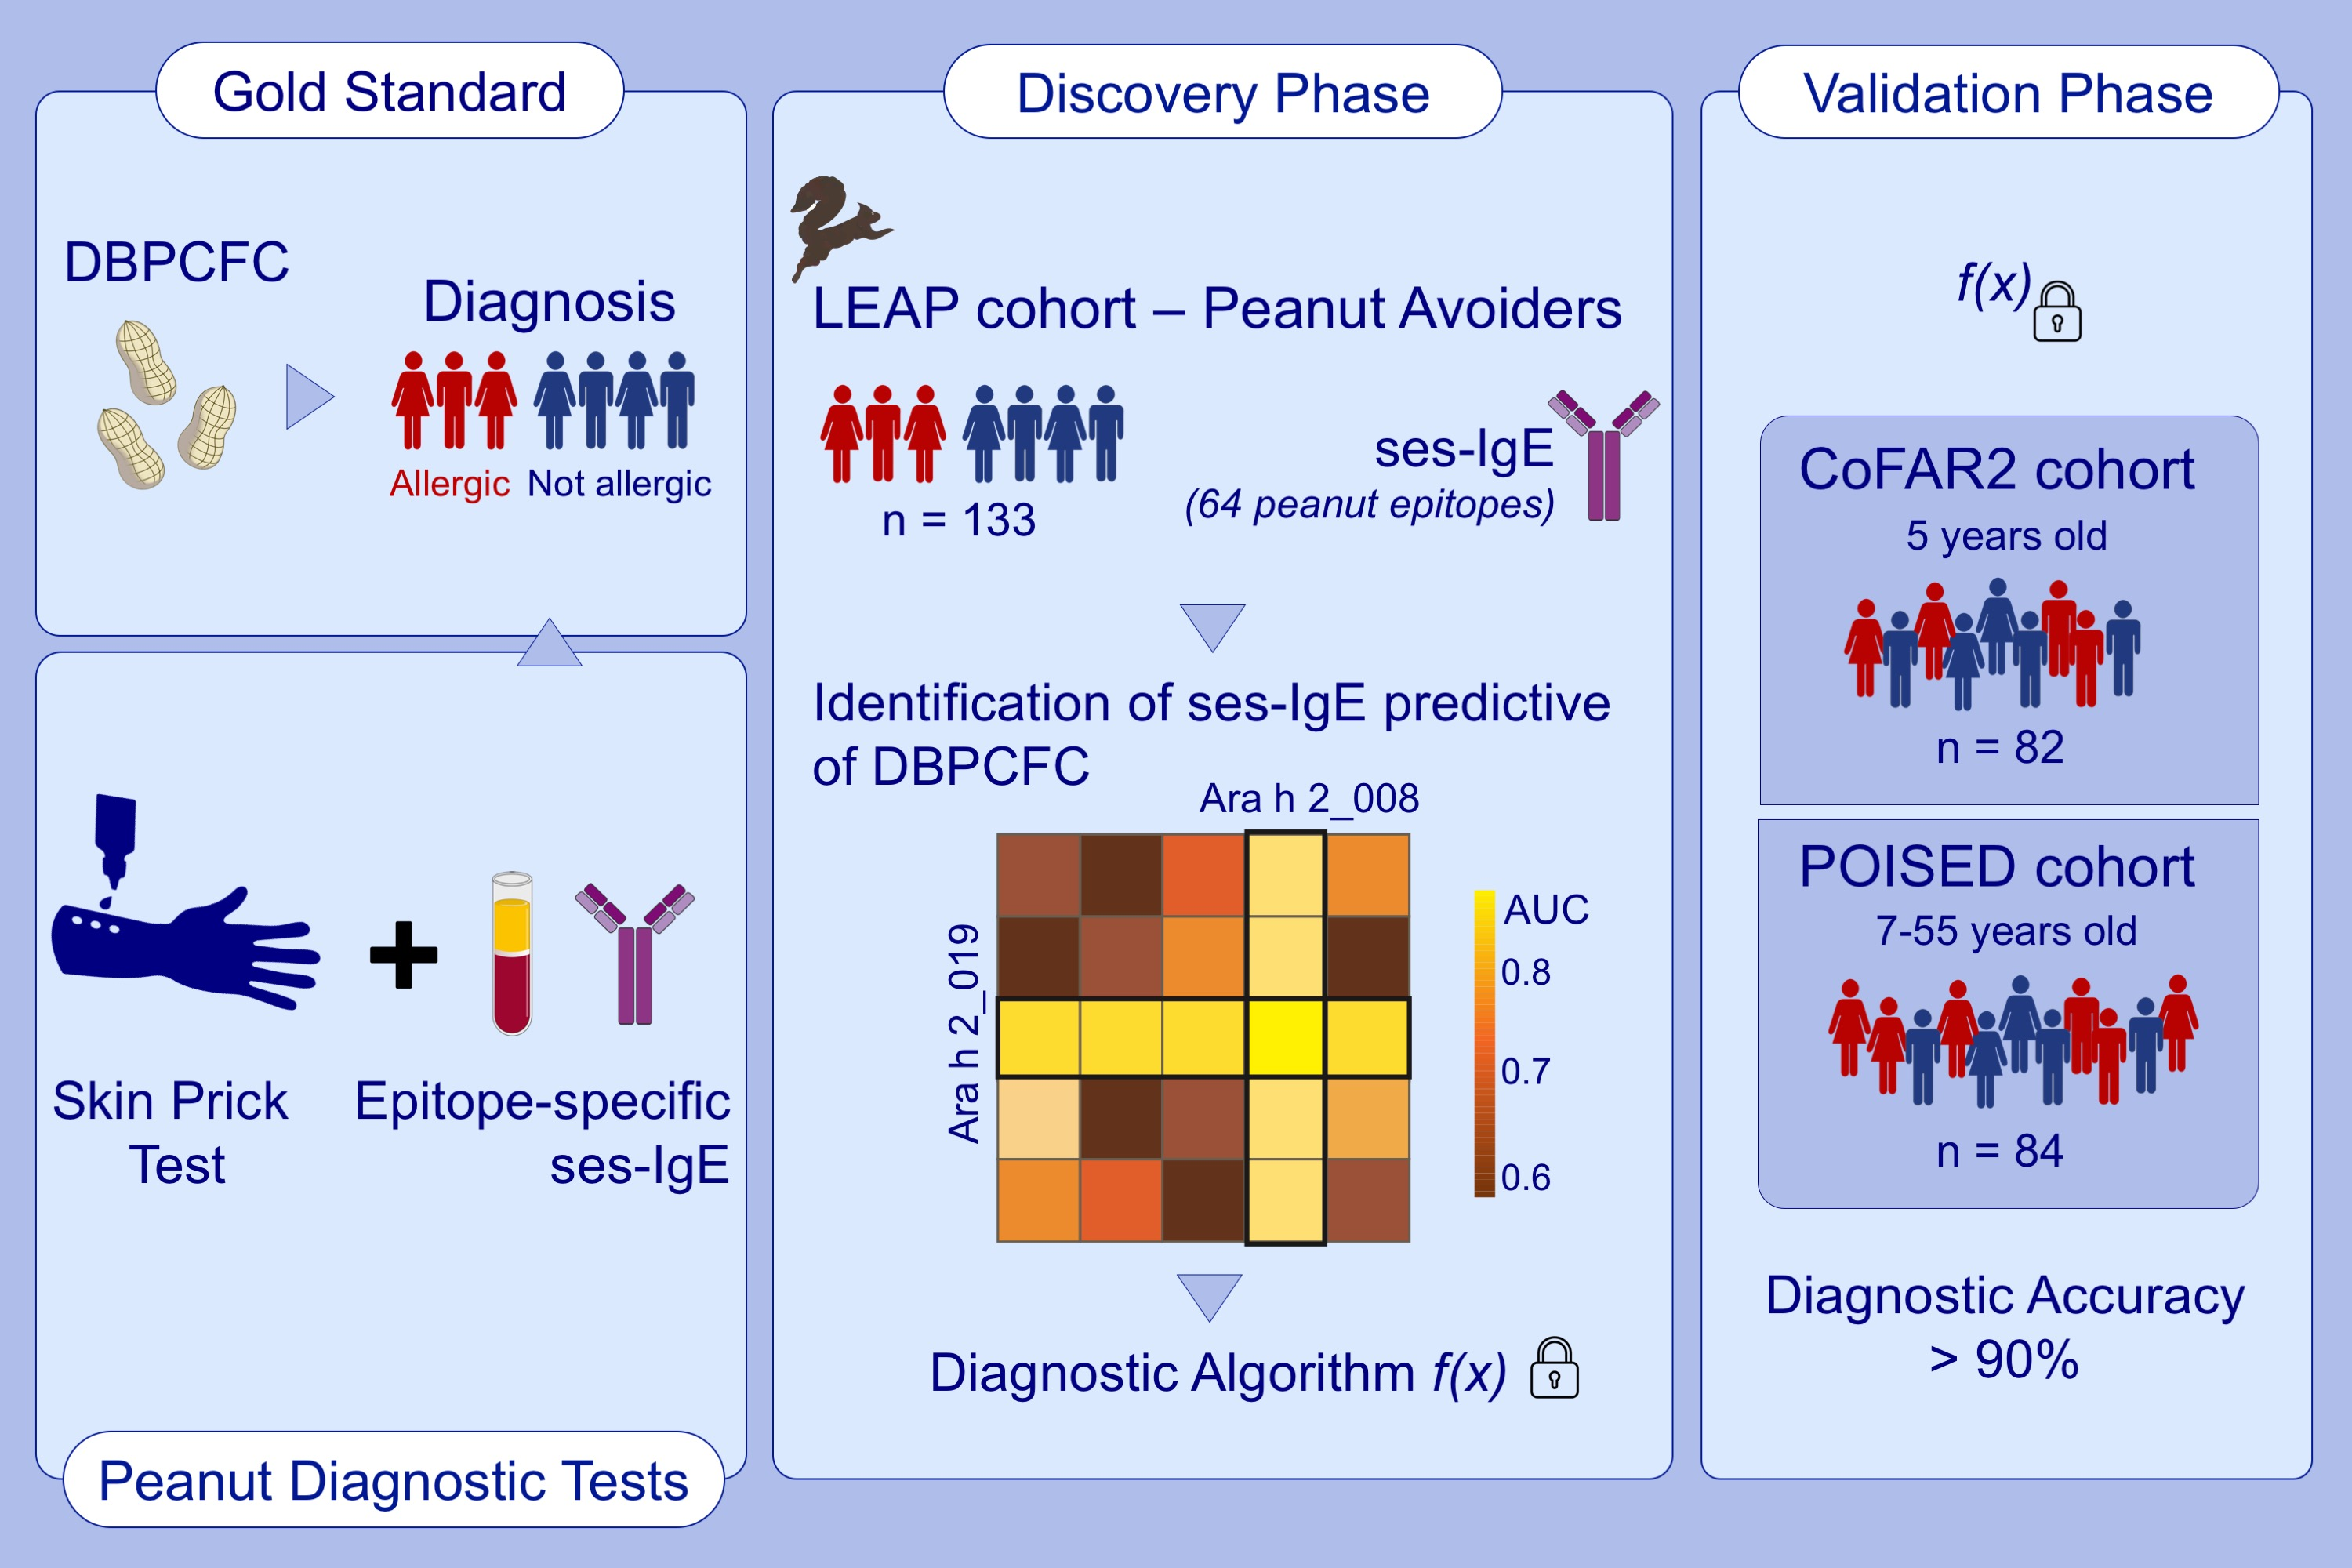 Gold Standard
DBPCFC
Diagnosis
Allergic
Not allergic
Skin Prick
Test
Epitope-specific
ses-IgE
Peanut Diagnostic Tests
Discovery Phase
LEAP cohort – Peanut Avoiders
n = 133
ses-IgE
(64 peanut epitopes)
Identification of ses-IgE predictive
of DBPCFC
Ara h 2_008
Ara h 2_019
AUC
0.8
0.7
0.6
Diagnostic Algorithm f(x)
Validation Phase
f(x)
CoFAR2 cohort
5 years old
n = 82
POISED cohort
7-55 years old
n = 84
Diagnostic Accuracy
> 90%